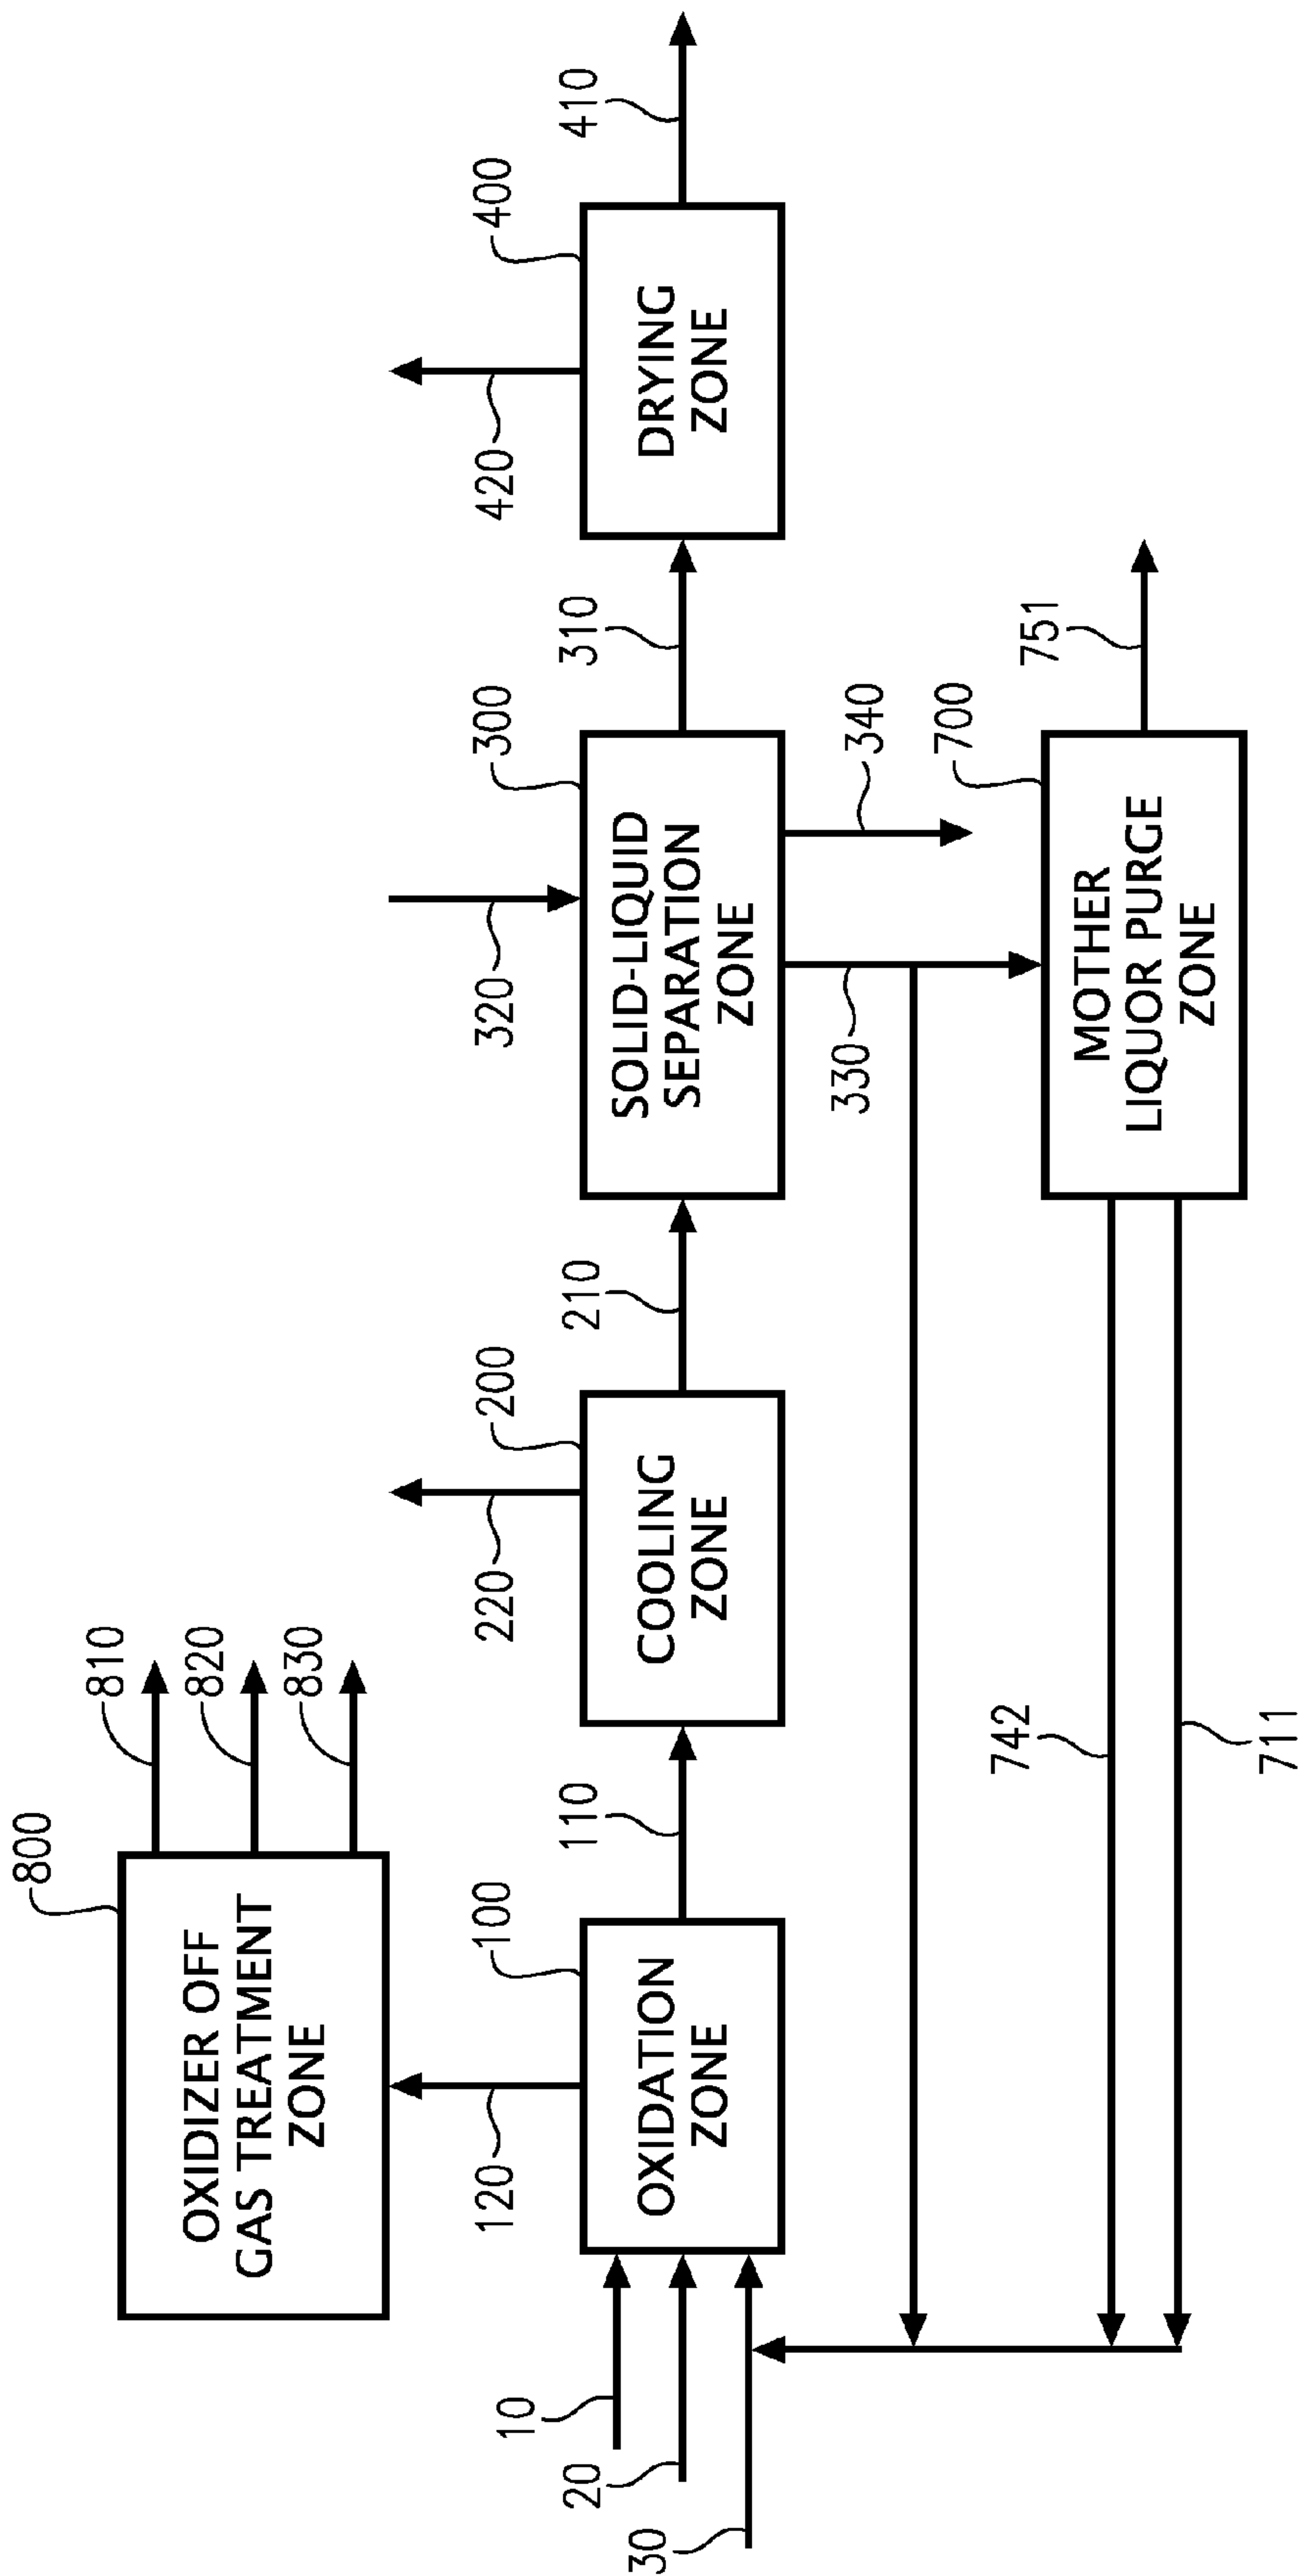 800
OXIDIZER OFF
GAS TREATMENT
ZONE
810
820
830
120
100
220
200
320
300
420
400
10
20
30
OXIDATION
ZONE
110
COOLING
ZONE
210
SOLID-LIQUID
SEPARATION
ZONE
310
DRYING
ZONE
410
330
340
700
742
711
MOTHER
LIQUOR PURGE
ZONE
751